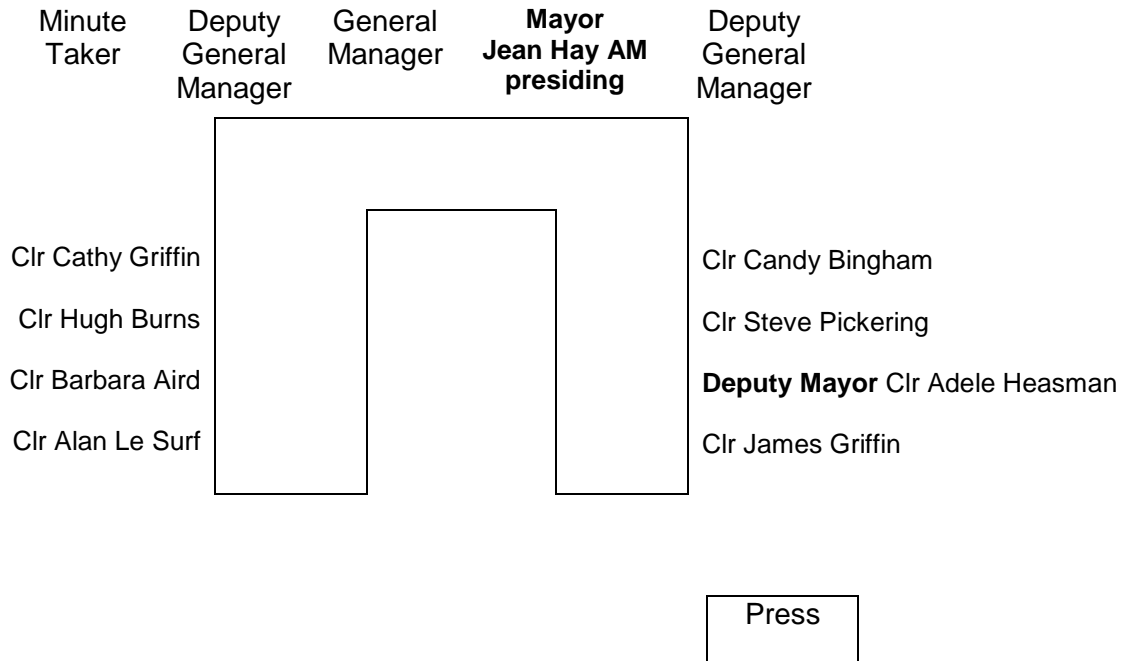 Minute
Taker
Deputy
General
Manager
General
Manager
Mayor
Jean Hay AM
presiding
Deputy
General
Manager
Clr Cathy Griffin
Clr Hugh Burns
Clr Barbara Aird
Clr Alan Le Surf
Clr Candy Bingham
Clr Steve Pickering
Deputy Mayor Clr Adele Heasman
Clr James Griffin
Press